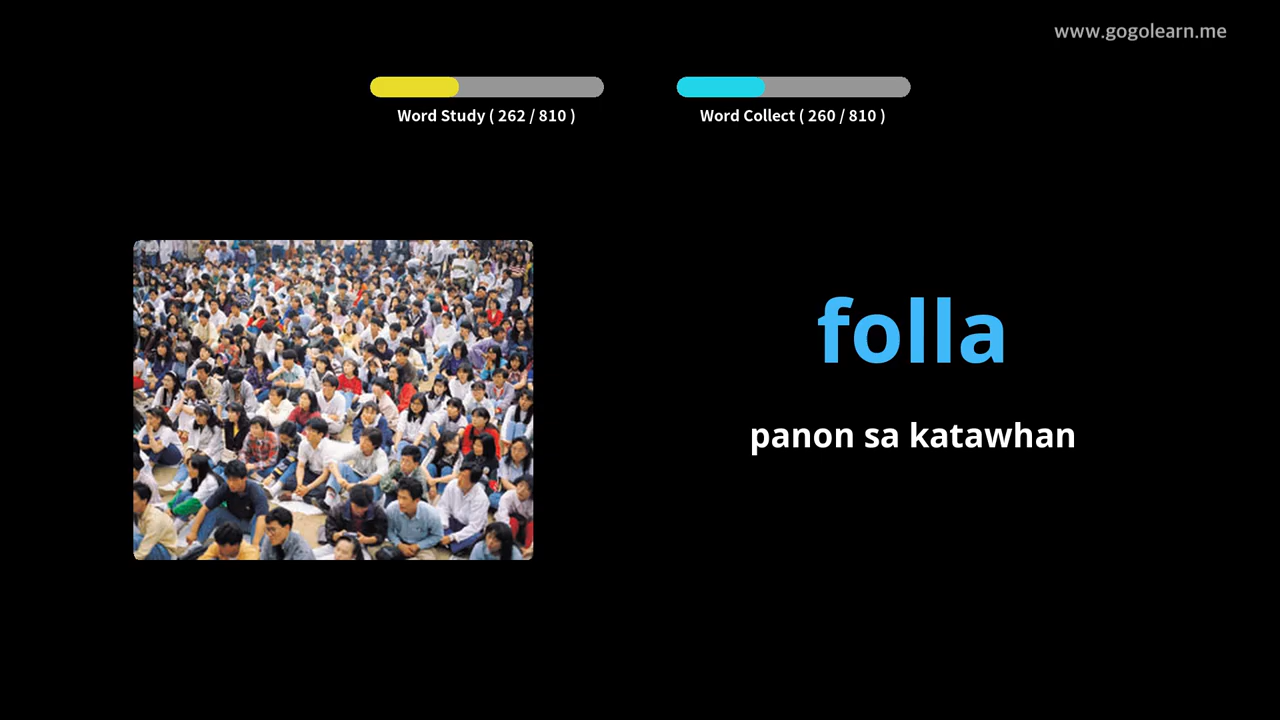 www.gogolearn.me
Word Study ( 262 / 810 )
Word Collect ( 260 / 810 )
folla
panon sa katawhan